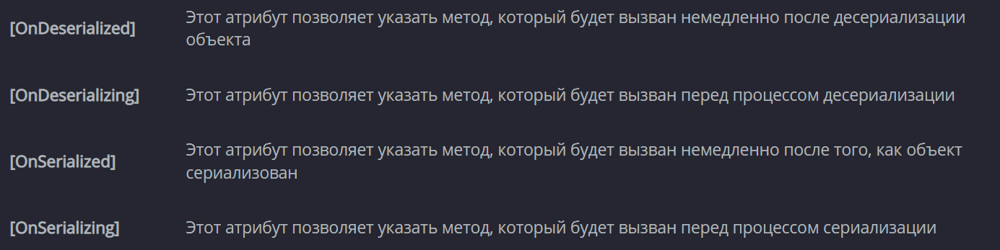 [OnDeserialized] Этот атрибут позволяет указать метод, который будет вызван немедленно после десериализации
объекта
[OnDeserializing] Этот атрибут позволяет указать метод, который будет вызван перед процессом десериализации
[OnSerialized] Этот атрибут позволяет указать метод, который будет вызван немедленно после того, как объект
сериализован
[OnSerializing] Этот атрибут позволяет указать метод, который будет вызван перед процессом сериализации